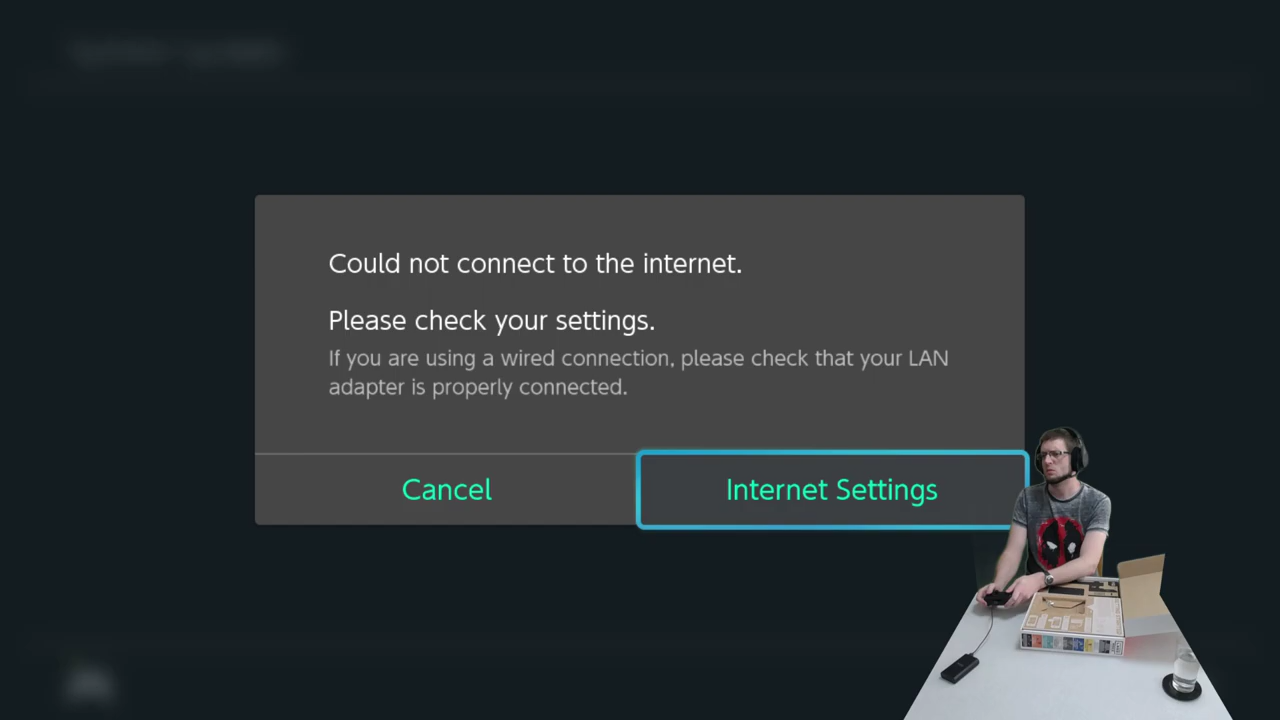 Could not connect to the internet.
Please check your settings.
If you are using a wired connection, please check that your LAN
adapter is properly connected.
Cancel
Internet Settings